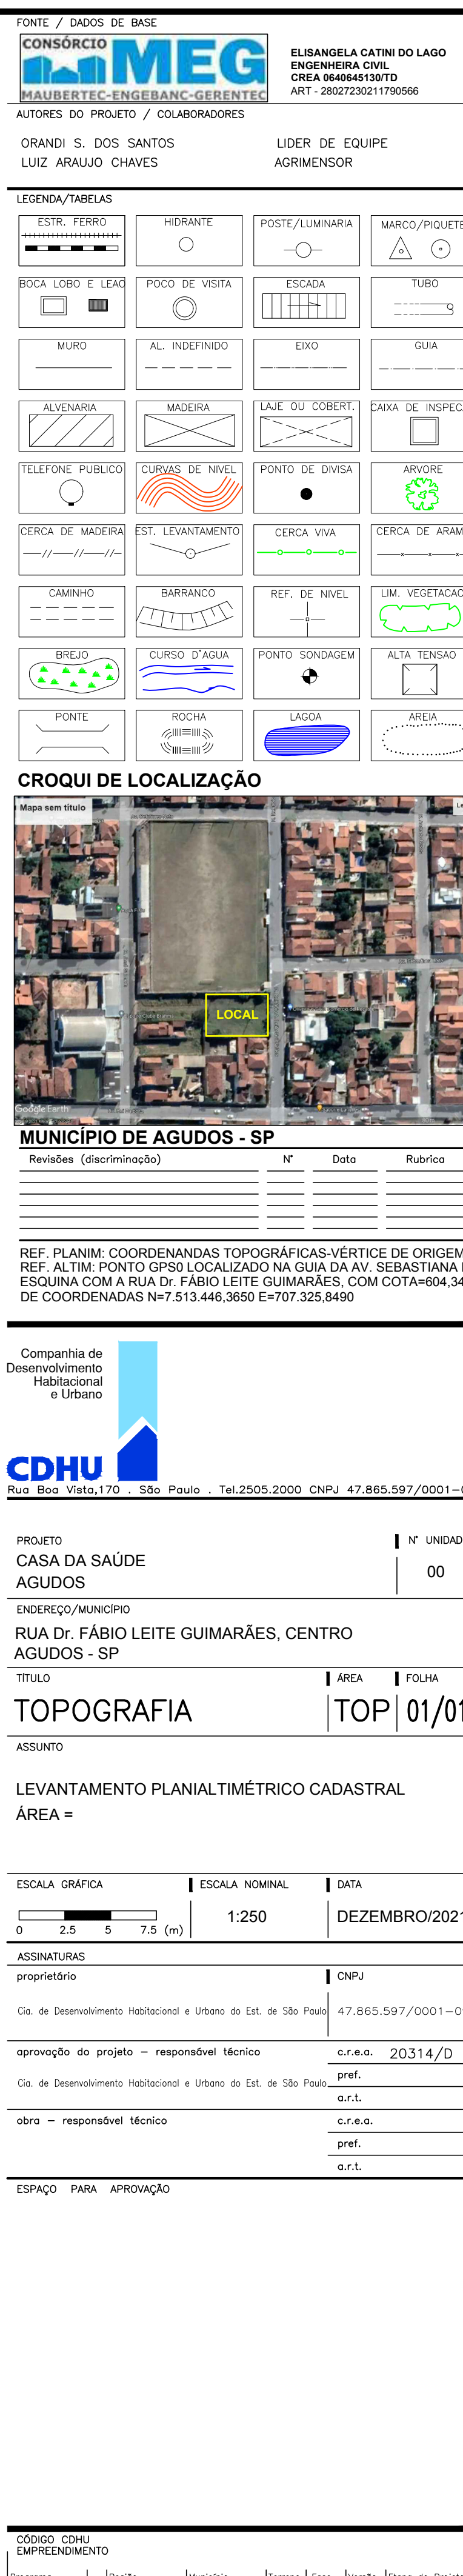 FONTE / DADOS DE BASE
CONSÓRCIO
MEG
MAUBERTEC-ENGEBANC-GERENTEC
ELISANGELA CATINI DO LAGO
ENGENHEIRA CIVIL
CREA 0640645130/TD
ART - 28027230211790566
AUTORES DO PROJETO / COLABORADORES
ORANDI S. DOS SANTOS LIDER DE EQUIPE
LUIZ ARAUJO CHAVES AGRIMENSOR
LEGENDA/TABELAS
ESTR. FERRO HIDRANTE POSTE/LUMINARIA MARCO/PIQUETE
BOCA LOBO E LEAO POCO DE VISITA ESCADA TUBO
MURO AL. INDEFINIDO EIXO GUIA
ALVENARIA MADEIRA LAJE OU COBERT. CAIXA DE INSPEC
TELEFONE PUBLICO CURVAS DE NIVEL PONTO DE DIVISA ARVORE
CERCA DE MADEIRA EST. LEVANTAMENTO CERCA VIVA CERCA DE ARAM
CAMINHO BARRANCO REF. DE NIVEL LIM. VEGETACAO
BREJO CURSO D'AGUA PONTO SONDAGEM ALTA TENSAO
PONTE ROCHA LAGOA AREIA
CROQUI DE LOCALIZAÇÃO
Mapa sem título
LOCAL
Google Earth
MUNICÍPIO DE AGUDOS - SP
Revisões (discriminação) N° Data Rubrica
REF. PLANIM: COORDENANDAS TOPOGRÁFICAS-VÉRTICE DE ORIGEM
REF. ALTIM: PONTO GPS0 LOCALIZADO NA GUIA DA AV. SEBASTIANA
ESQUINA COM A RUA Dr. FÁBIO LEITE GUIMARÃES, COM COTA=604,34
DE COORDENADAS N=7.513.446,3650 E=707.325,8490
Companhia de
Desenvolvimento
Habitacional
e Urbano
CDHU
Rua Boa Vista,170 . São Paulo . Tel.2505.2000 CNPJ 47.865.597/0001-0
PROJETO N° UNIDAD
CASA DA SAÚDE 00
AGUDOS
ENDEREÇO/MUNICÍPIO
RUA Dr. FÁBIO LEITE GUIMARÃES, CENTRO
AGUDOS - SP
TÍTULO ÁREA FOLHA
TOPOGRAFIA TOP 01/01
ASSUNTO
LEVANTAMENTO PLANIALTIMÉTRICO CADASTRAL
ÁREA =
ESCALA GRÁFICA ESCALA NOMINAL DATA
0 2.5 5 7.5 (m) 1:250 DEZEMBRO/2021
ASSINATURAS
proprietário CNPJ
Cia. de Desenvolvimento Habitacional e Urbano do Est. de São Paulo 47.865.597/0001-0
aprovação do projeto – responsável técnico c.r.e.a. 20314/D
pref.
Cia. de Desenvolvimento Habitacional e Urbano do Est. de São Paulo
a.r.t.
obra – responsável técnico c.r.e.a.
pref.
a.r.t.
ESPAÇO PARA APROVAÇÃO
CÓDIGO CDHU
EMPREENDIMENTO